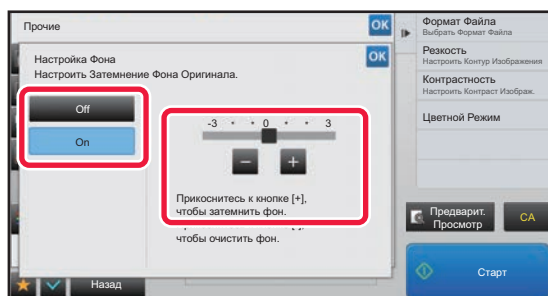 Прочие
OK
Настройка Фона
OK
Настроить Затемнение Фона Оригинала.
Off
On
-3 • • 0 • • 3
− +
Прикоснитесь к кнопке [+],
чтобы затемнить фон.
чтобы очистить фон.
Назад
Формат Файла
Выбрать Формат Файла
Резкость
Настроить Контур Изображения
Контрастность
Настроить Контраст Изображ.
Цветной Режим
Предварит.
Просмотр
CA
Старт